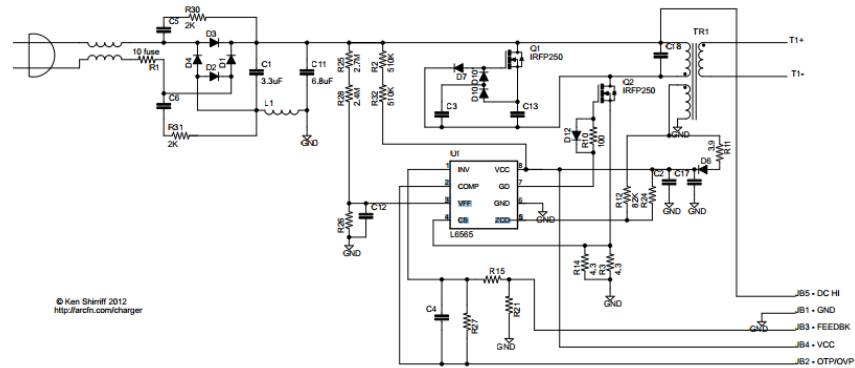 R30
2K
C5
10 fuse
R1
D3
D4
D1
D2
C6
R31
2K
C1
3.3uF
C11
6.8uF
L1
GND
R25
2.7M
R28
2.4M
R2
510K
R32
510K
Q1
IRFP250
D7
D10'
D10
C3
C13
Q2
IRFP250
D12
R10
100
C18
TR1
T1+
T1-
GND
R11
3.9
D6
C2
C17
GND
GND
R12
82K
R24
U1
1 INV
2 COMP
3 VFF
4 CS
VCC 8
GD 7
GND 6
ZCD 5
L6565
GND
R26
C12
GND
R14
4.3
R3
4.3
GND
R15
C4
R27
R21
GND
© Ken Shirriff 2012
http://arcfn.com/charger
JB5 - DC HI
JB1 - GND
GND
JB3 - FEEDBK
JB4 - VCC
JB2 - OTP/OVP